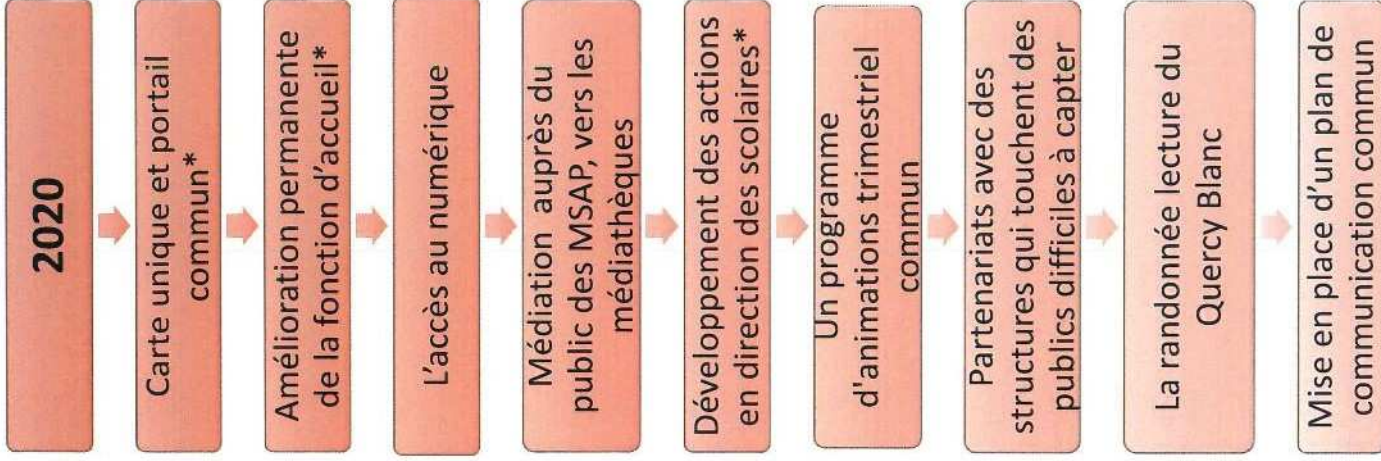 2020
Carte unique et portail
commun*
Amélioration permanente
de la fonction d'accueil*
L'accès au numérique
Médiation auprès du
public des MSAP, vers les
médiathèques
Développement des actions
en direction des scolaires*
Un programme
d'animations trimestriel
commun
Partenariats avec des
structures qui touchent des
publics difficiles à capter
La randonnée lecture du
Quercy Blanc
Mise en place d'un plan de
communication commun